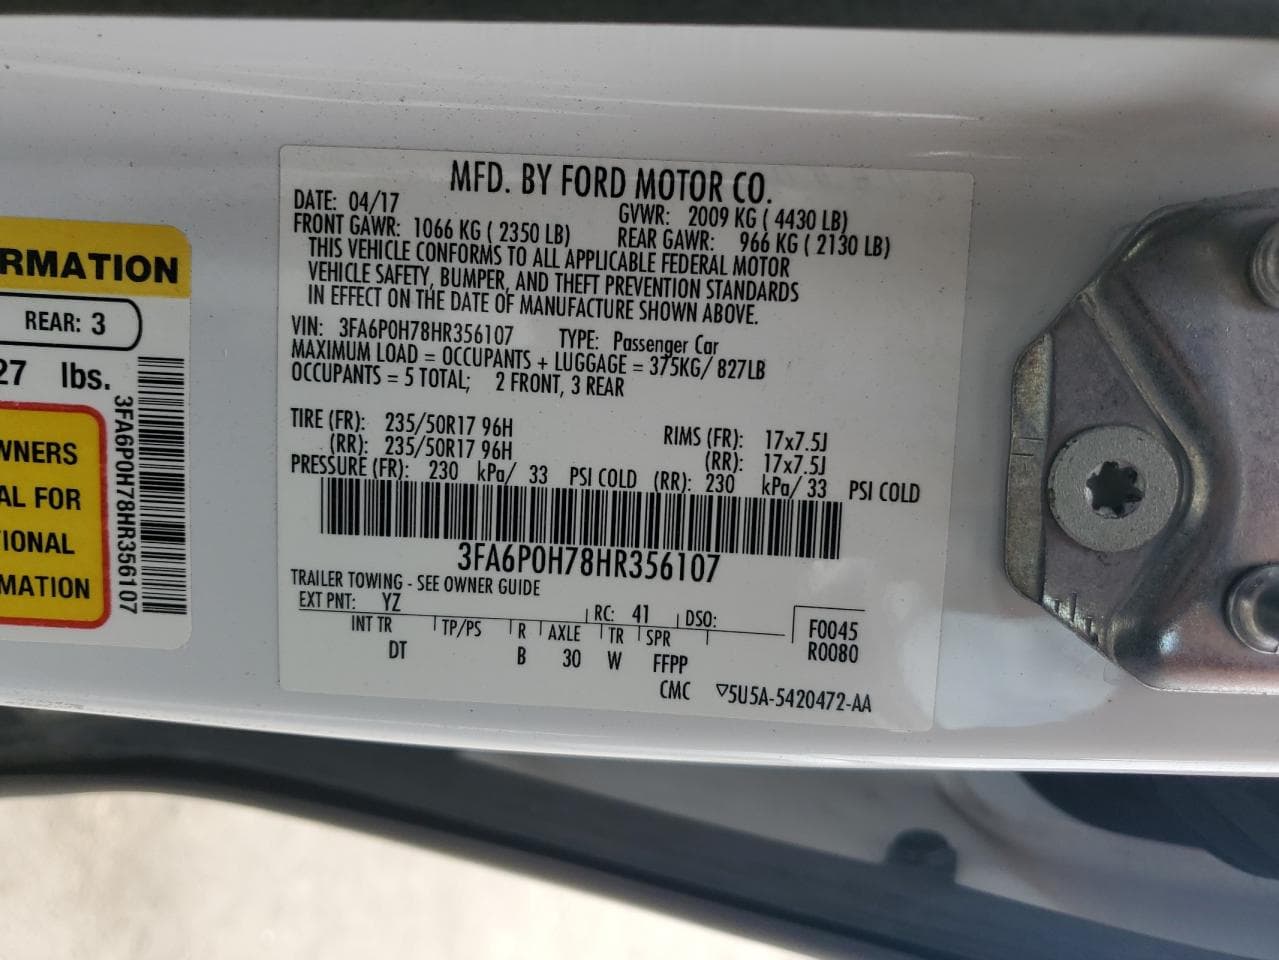 MFD. BY FORD MOTOR CO.
DATE: 04/17 GVWR: 2009 KG ( 4430 LB)
FRONT GAWR: 1066 KG ( 2350 LB) REAR GAWR: 966 KG ( 2130 LB)
THIS VEHICLE CONFORMS TO ALL APPLICABLE FEDERAL MOTOR
VEHICLE SAFETY, BUMPER, AND THEFT PREVENTION STANDARDS
IN EFFECT ON THE DATE OF MANUFACTURE SHOWN ABOVE.
VIN: 3FA6P0H78HR356107 TYPE: Passenger Car
MAXIMUM LOAD = OCCUPANTS + LUGGAGE = 375KG/ 827LB
OCCUPANTS = 5 TOTAL; 2 FRONT, 3 REAR
TIRE (FR): 235/50R17 96H RIMS (FR): 17x7.5J
(RR): 235/50R17 96H (RR): 17x7.5J
PRESSURE (FR): 230 kPa/ 33 PSI COLD (RR): 230 kPa/ 33 PSI COLD
3FA6P0H78HR356107
TRAILER TOWING - SEE OWNER GUIDE
EXT PNT: YZ RC: 41 DSO:
INT TR TP/PS R AXLE TR SPR F0045
DT B 30 W FFPP R0080
CMC ▽5U5A-5420472-AA
RMATION
REAR: 3
27 lbs.
3FA6P0H78HR356107
WNERS
AL FOR
TIONAL
MATION